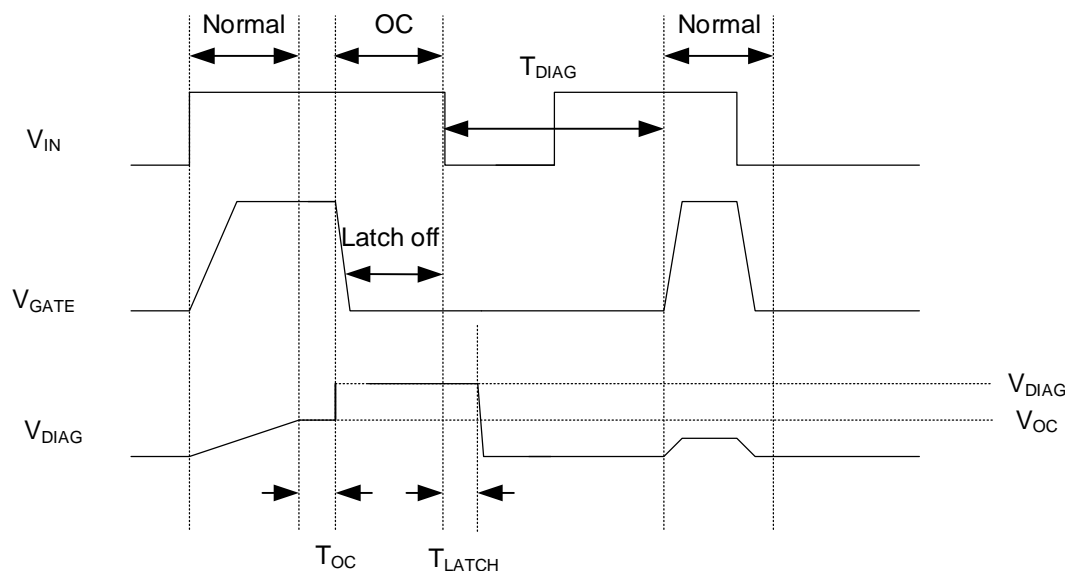 Normal
OC
Normal
TDIAG
VIN
Latch off
VGATE
VDIAG
VOC
VDIAG
TOC
TLATCH